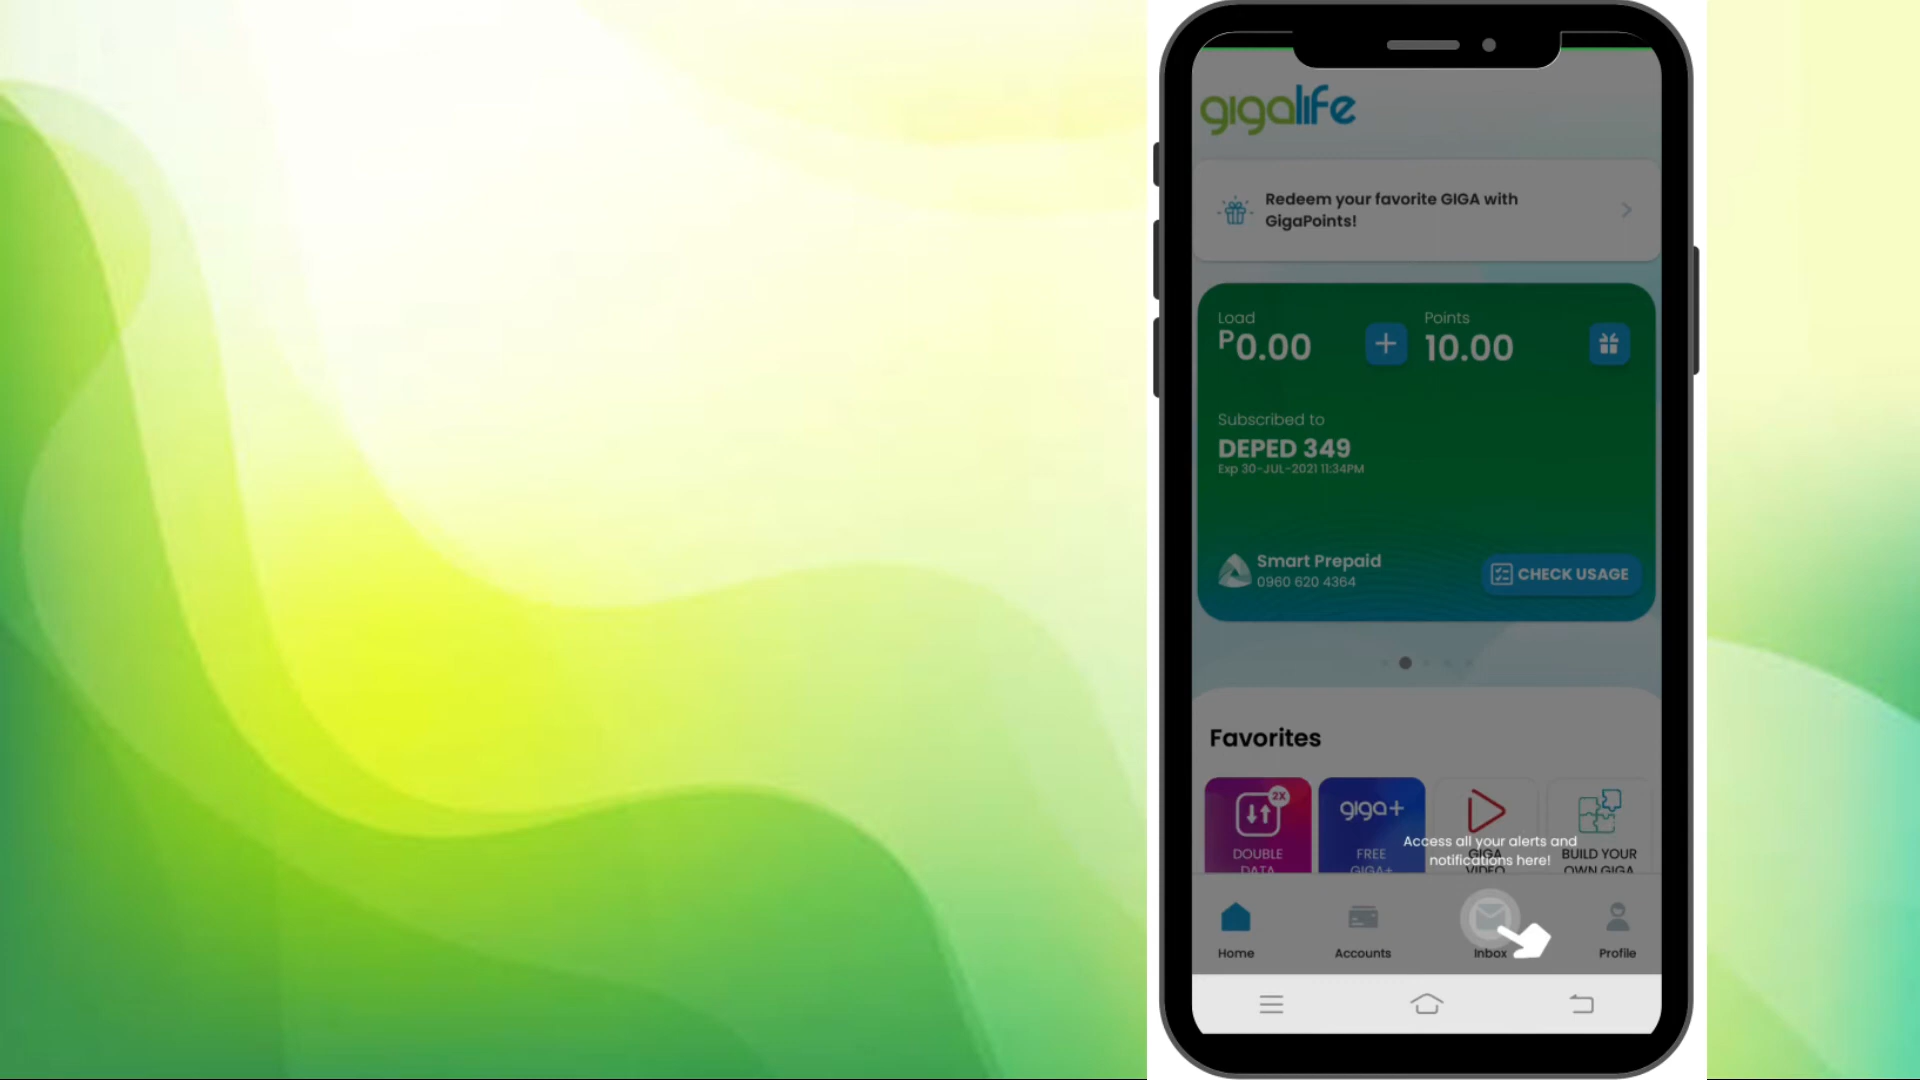 gigalife
Redeem your favorite GIGA with
GigaPoints!
Load
Points
P0.00
10.00
Subscribed to
DEPED 349
Exp 30-JUL-2021 11:34PM
Smart Prepaid
0960 620 4364
CHECK USAGE
Favorites
2X
giga+
DOUBLE
DATA
FREE
GIGA+
GIGA
VIDEO
BUILD YOUR
OWN GIGA
Access all your alerts and
notifications here!
Home
Accounts
Inbox
Profile